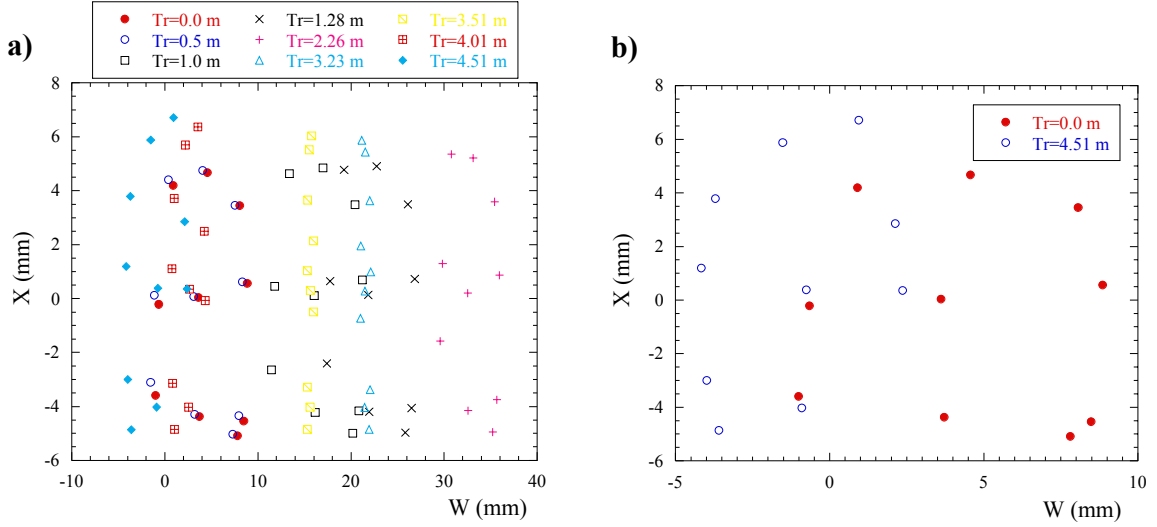 a)
Tr=0.0 m Tr=1.28 m Tr=3.51 m
Tr=0.5 m Tr=2.26 m Tr=4.01 m
Tr=1.0 m Tr=3.23 m Tr=4.51 m
8
6
4
2
0
-2
-4
-6
X (mm)
-10 0 10 20 30 40
W (mm)
b)
Tr=0.0 m
Tr=4.51 m
8
6
4
2
0
-2
-4
-6
X (mm)
-5 0 5 10
W (mm)